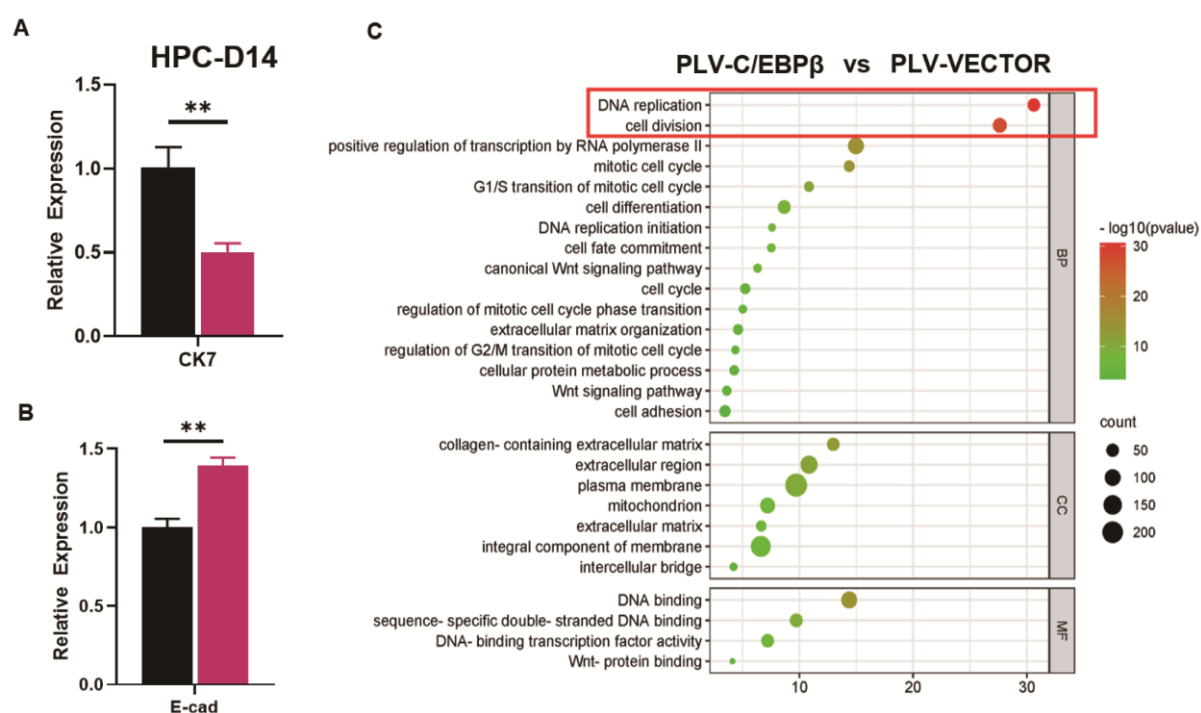 A
HPC-D14
Relative Expression
1.5
1.0
0.5
0.0
**
CK7
B
Relative Expression
1.5
1.0
0.5
0.0
**
E-cad
C
PLV-C/EBPβ vs PLV-VECTOR
DNA replication
cell division
positive regulation of transcription by RNA polymerase II
mitotic cell cycle
G1/S transition of mitotic cell cycle
cell differentiation
DNA replication initiation
cell fate commitment
canonical Wnt signaling pathway
cell cycle
regulation of mitotic cell cycle phase transition
extracellular matrix organization
regulation of G2/M transition of mitotic cell cycle
cellular protein metabolic process
Wnt signaling pathway
cell adhesion
BP
collagen- containing extracellular matrix
extracellular region
plasma membrane
mitochondrion
extracellular matrix
integral component of membrane
intercellular bridge
CC
DNA binding
sequence- specific double- stranded DNA binding
DNA- binding transcription factor activity
Wnt- protein binding
MF
10 20 30
- log10(pvalue)
30
20
10
count
50
100
150
200